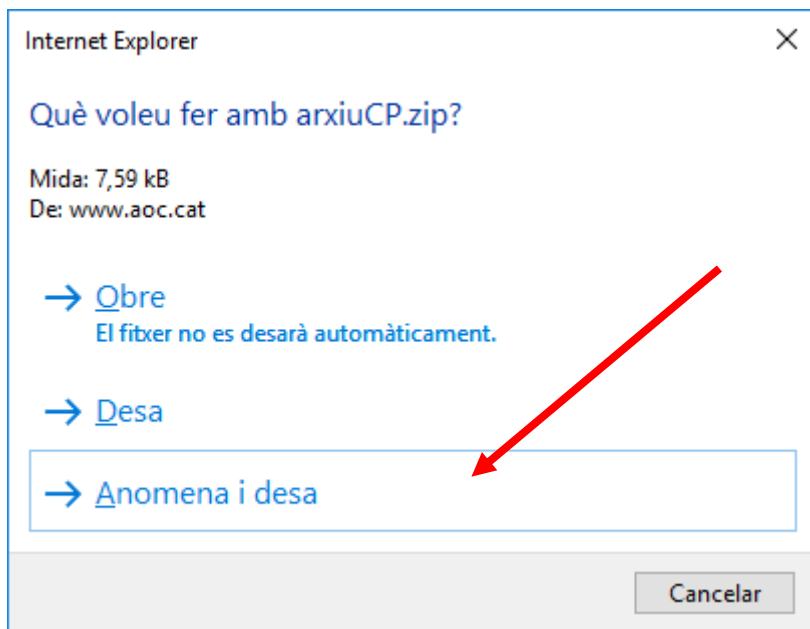 Internet Explorer
Què voleu fer amb arxiuCP.zip?
Mida: 7,59 kB
De: www.aoc.cat
Obre
El fitxer no es desarà automàticament.
Desa
Anomena i desa
Cancelar